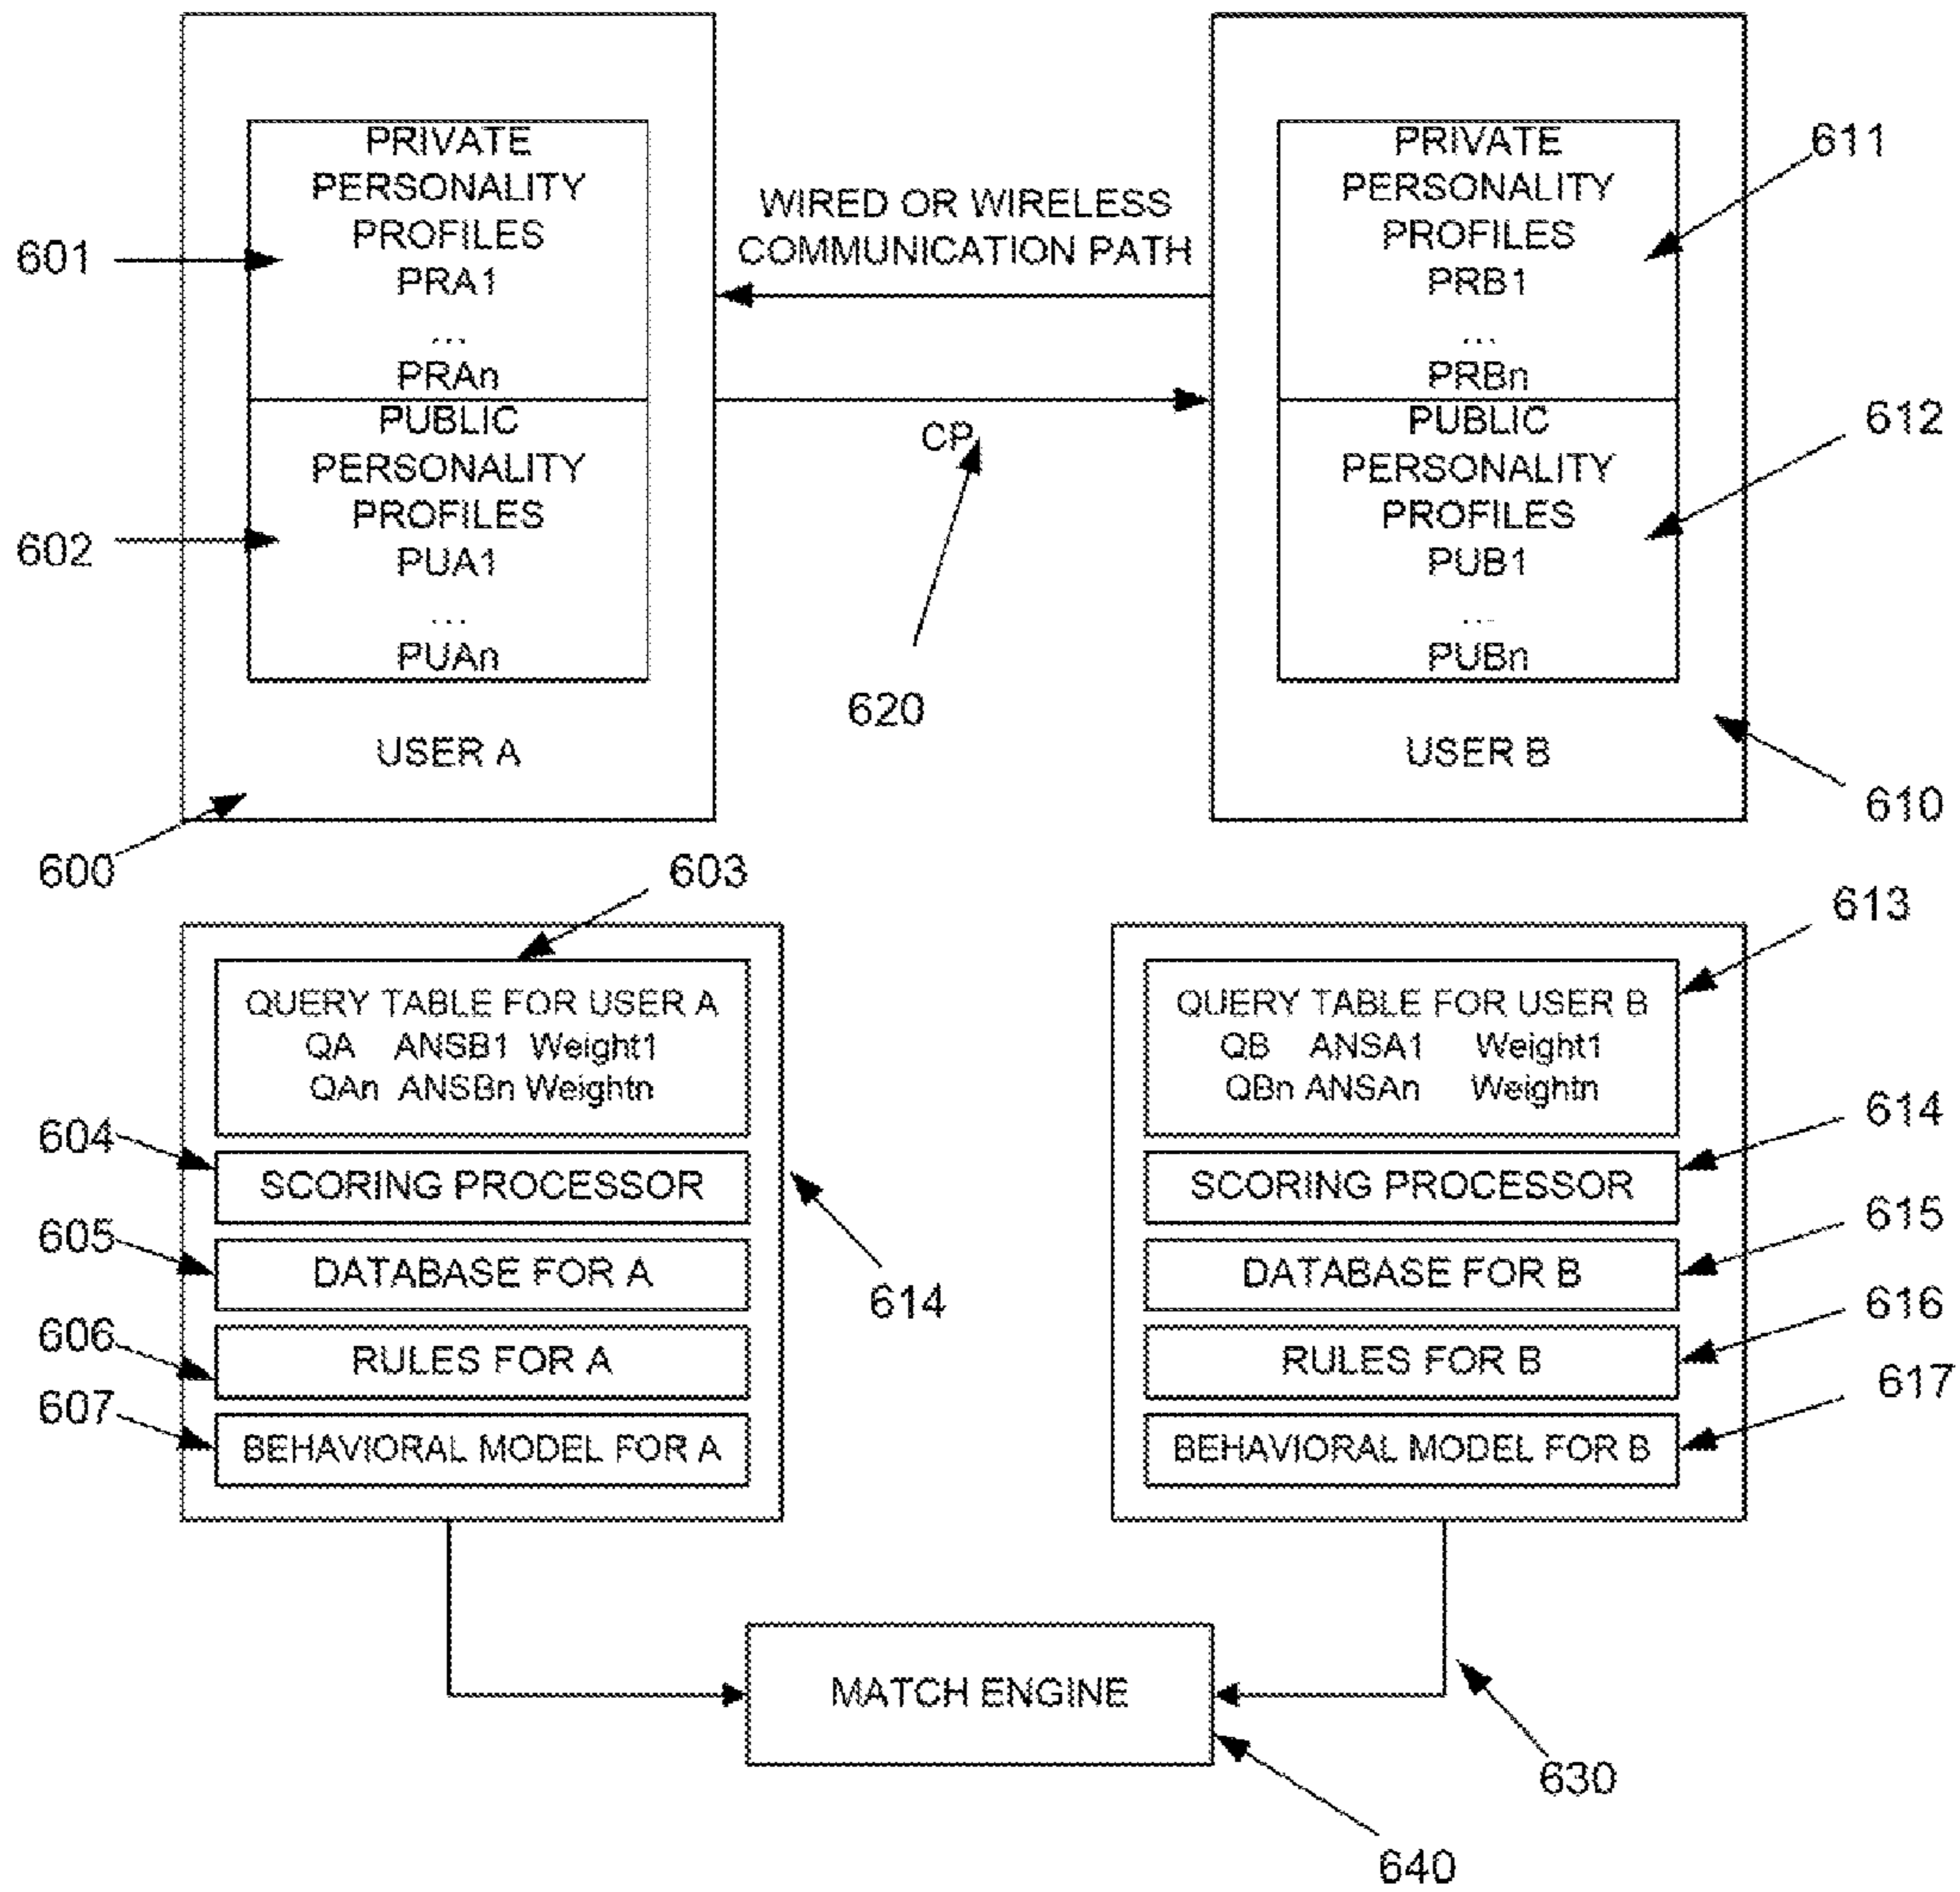 PRIVATE
PERSONALITY
PROFILES
PRA1
...
PRAn
PUBLIC
PERSONALITY
PROFILES
PUA1
...
PUAn
USER A
601
602
600
WIRED OR WIRELESS
COMMUNICATION PATH
CP
620
PRIVATE
PERSONALITY
PROFILES
PRB1
...
PRBn
PUBLIC
PERSONALITY
PROFILES
PUB1
...
PUBn
USER B
611
612
610
603
QUERY TABLE FOR USER A
QA ANSB1 Weight1
QAn ANSBn Weightn
604
SCORING PROCESSOR
605
DATABASE FOR A
606
RULES FOR A
607
BEHAVIORAL MODEL FOR A
614
613
QUERY TABLE FOR USER B
QB ANSA1 Weight1
QBn ANSAn Weightn
614
SCORING PROCESSOR
615
DATABASE FOR B
616
RULES FOR B
617
BEHAVIORAL MODEL FOR B
MATCH ENGINE
630
640